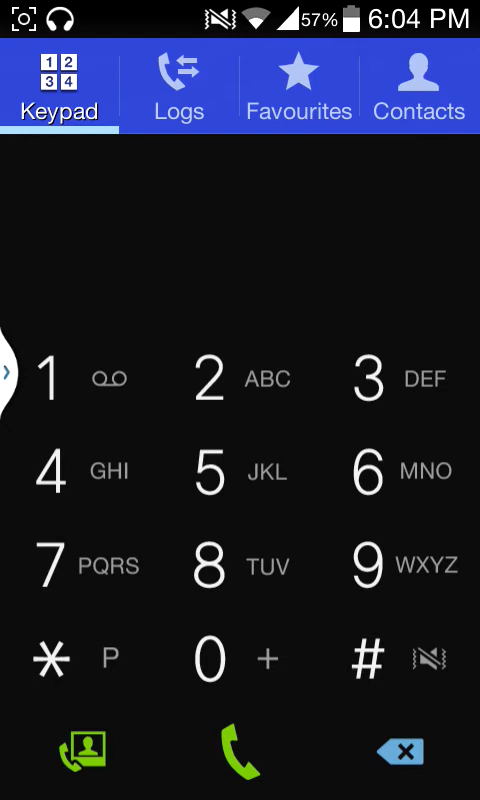 57% 6:04 PM
1 2
3 4
Keypad Logs Favourites Contacts
1 2 ABC 3 DEF
4 GHI 5 JKL 6 MNO
7 PQRS 8 TUV 9 WXYZ
* P 0 + #